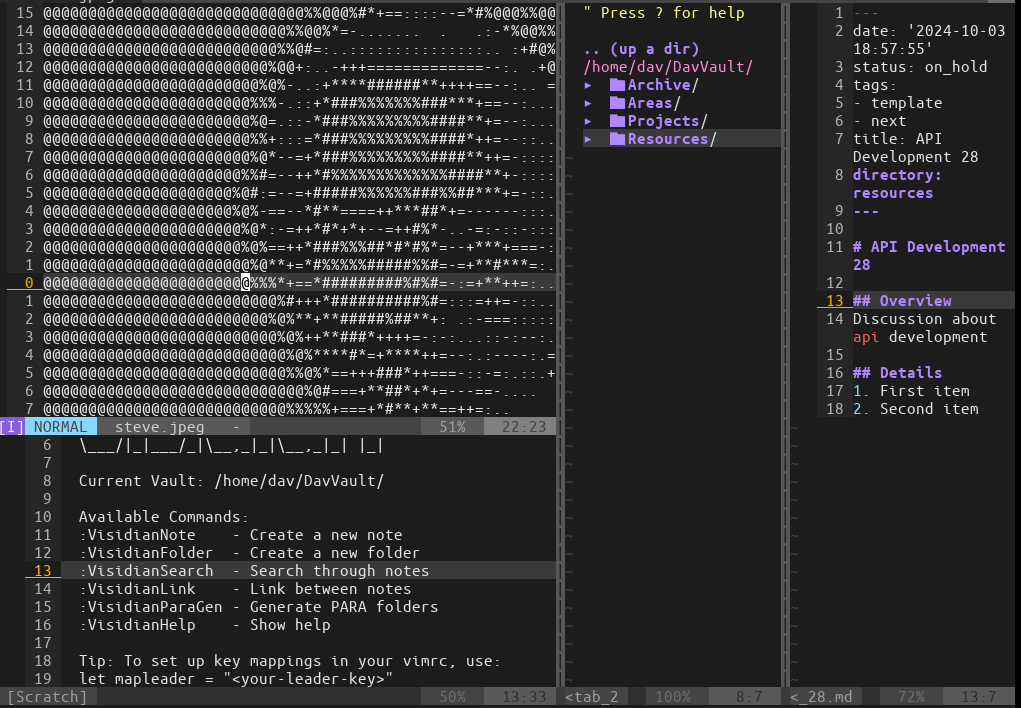 15 @@@@@@@@@@@@@@@@@@@@@@@@@@@@@%%@@@%#*+==::::--=*#%@@@%%@@
14 @@@@@@@@@@@@@@@@@@@@@@@@@@@%%@@%*=-....... . .:-*%@@%%
13 @@@@@@@@@@@@@@@@@@@@@@@@@@%%@#=:..:::::::::::::::::.. :+#@%
12 @@@@@@@@@@@@@@@@@@@@@@@@@%@@+:..-+++=============--:. .+@
11 @@@@@@@@@@@@@@@@@@@@@@@@%@%-..:+****######**++++==--:.. =
10 @@@@@@@@@@@@@@@@@@@@@@@%%%-.::+*###%%%%%%%###***+==--:...
9 @@@@@@@@@@@@@@@@@@@@@@@%@=.::-*###%%%%%%%%%####*+==--:...
8 @@@@@@@@@@@@@@@@@@@@@@@%%+:::=*###%%%%%%%%%####*++=--:...
7 @@@@@@@@@@@@@@@@@@@@@@@%@*--=+*###%%%%%%%%%####**++=-::::
6 @@@@@@@@@@@@@@@@@@@@@@%%#=--++*#%%%%%%%%%%%%%####**+-::::
5 @@@@@@@@@@@@@@@@@@@@@%@#:=--=+#####%%%%%%###%%##***+=-::.
4 @@@@@@@@@@@@@@@@@@@@@%@%-==--*#**====++***##*+=------:::.
3 @@@@@@@@@@@@@@@@@@@@@@%@*:-=++*#*+*+--=++#%*-..-=:-::-:::
2 @@@@@@@@@@@@@@@@@@@@@@%@%==++*###%%%##*#*#%*=--+***+===-:
1 @@@@@@@@@@@@@@@@@@@@@@@%@**+=*#%%%%%#####%%#=-=+**#***=:.
0 @@@@@@@@@@@@@@@@@@@@@@@%%%*+==*#########%#%#=-:=+**++=:..
1 @@@@@@@@@@@@@@@@@@@@@@@@@@%#+++*##########%#=:::=++=-::..
2 @@@@@@@@@@@@@@@@@@@@@@@@@%@%**+**#####%##**+: .:-===:::::
3 @@@@@@@@@@@@@@@@@@@@@@@@@@%@%++**###*++++=-::-...::-:--:.
4 @@@@@@@@@@@@@@@@@@@@@@@@@@@%@%****#*=+****++=--:.:----:.=
5 @@@@@@@@@@@@@@@@@@@@@@@@@@@%%@%*==+++###*++===-::-=:.::.+
6 @@@@@@@@@@@@@@@@@@@@@@@@@@@@@%@#===+**##*+*+=----==-....
7 @@@@@@@@@@@@@@@@@@@@@@@@@@@%%%%%+===+*#**+**==++=:..
[I] NORMAL steve.jpeg - 51% 22:23
6 \___/|_|___/_|\__,_|_|\__,_|_| |_|
7
8 Current Vault: /home/dav/DavVault/
9
10 Available Commands:
11 :VisidianNote - Create a new note
12 :VisidianFolder - Create a new folder
13 :VisidianSearch - Search through notes
14 :VisidianLink - Link between notes
15 :VisidianParaGen - Generate PARA folders
16 :VisidianHelp - Show help
17
18 Tip: To set up key mappings in your vimrc, use:
19 let mapleader = "<your-leader-key>"
[Scratch] 50% 13:33
" Press ? for help
.. (up a dir)
/home/dav/DavVault/
▸ Archive/
▸ Areas/
▸ Projects/
▸ Resources/
<tab_2 100% 8:7
1 ---
2 date: '2024-10-03
18:57:55'
3 status: on_hold
4 tags:
5 - template
6 - next
7 title: API
Development 28
8 directory:
resources
9 ---
10
11 # API Development
28
12
13 ## Overview
14 Discussion about
api development
15
16 ## Details
17 1. First item
18 2. Second item
<_28.md 72% 13:7